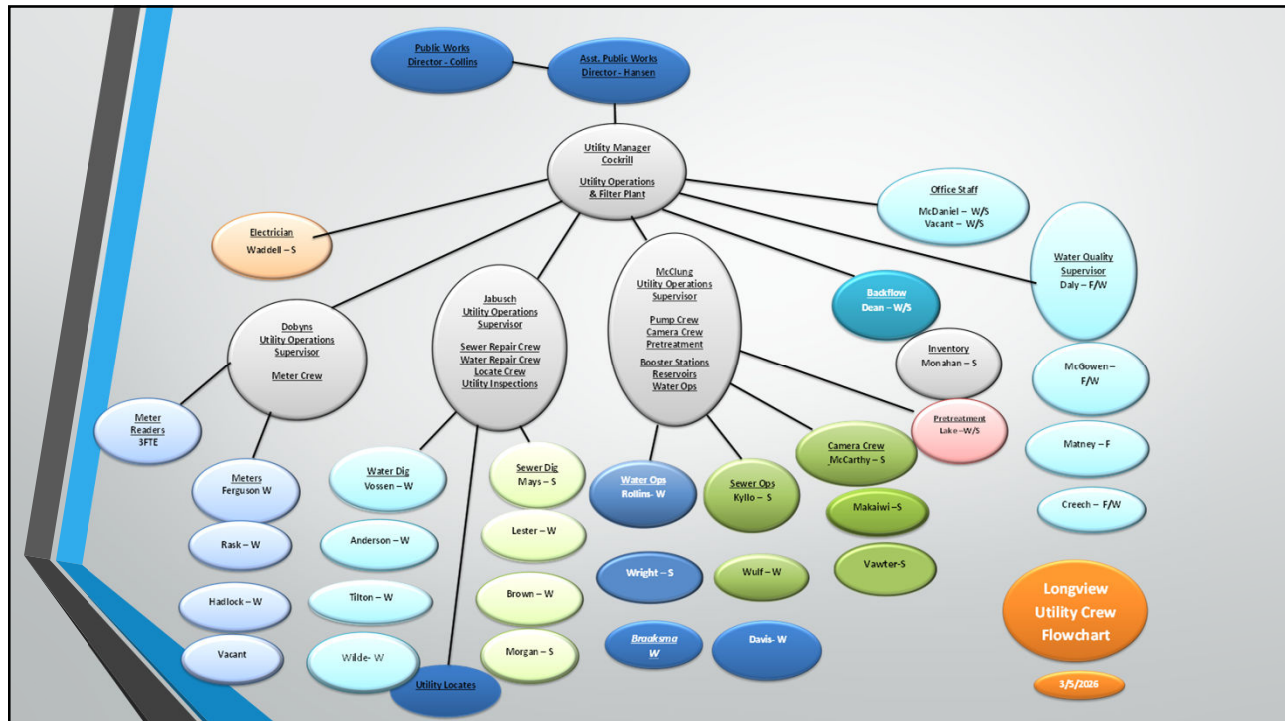 Public Works
Director - Collins
Asst. Public Works
Director - Hansen
Utility Manager
Cockrill
Utility Operations
& Filter Plant
Office Staff
McDaniel – W/S
Vacant – W/S
Electrician
Waddell – S
Water Quality
Supervisor
Daly – F/W
McClung
Utility Operations
Supervisor
Pump Crew
Camera Crew
Pretreatment
Booster Stations
Reservoirs
Water Ops
Backflow
Dean – W/S
Jabusch
Utility Operations
Supervisor
Sewer Repair Crew
Water Repair Crew
Locate Crew
Utility Inspections
Dobyns
Utility Operations
Supervisor
Meter Crew
Inventory
Monahan – S
McGowen –
F/W
Meter
Readers
3FTE
Pretreatment
Lake –W/S
Camera Crew
McCarthy – S
Matney – F
Meters
Ferguson W
Water Dig
Vossen – W
Sewer Dig
Mays – S
Water Ops
Rollins- W
Sewer Ops
Kyllo – S
Makaiwi –S
Creech – F/W
Rask – W
Anderson – W
Lester – W
Wright – S
Wulf – W
Vawter-S
Hadlock – W
Tilton – W
Brown – W
Braaksma
W
Davis- W
Vacant
Wilde- W
Morgan – S
Utility Locates
Longview
Utility Crew
Flowchart
3/5/2026